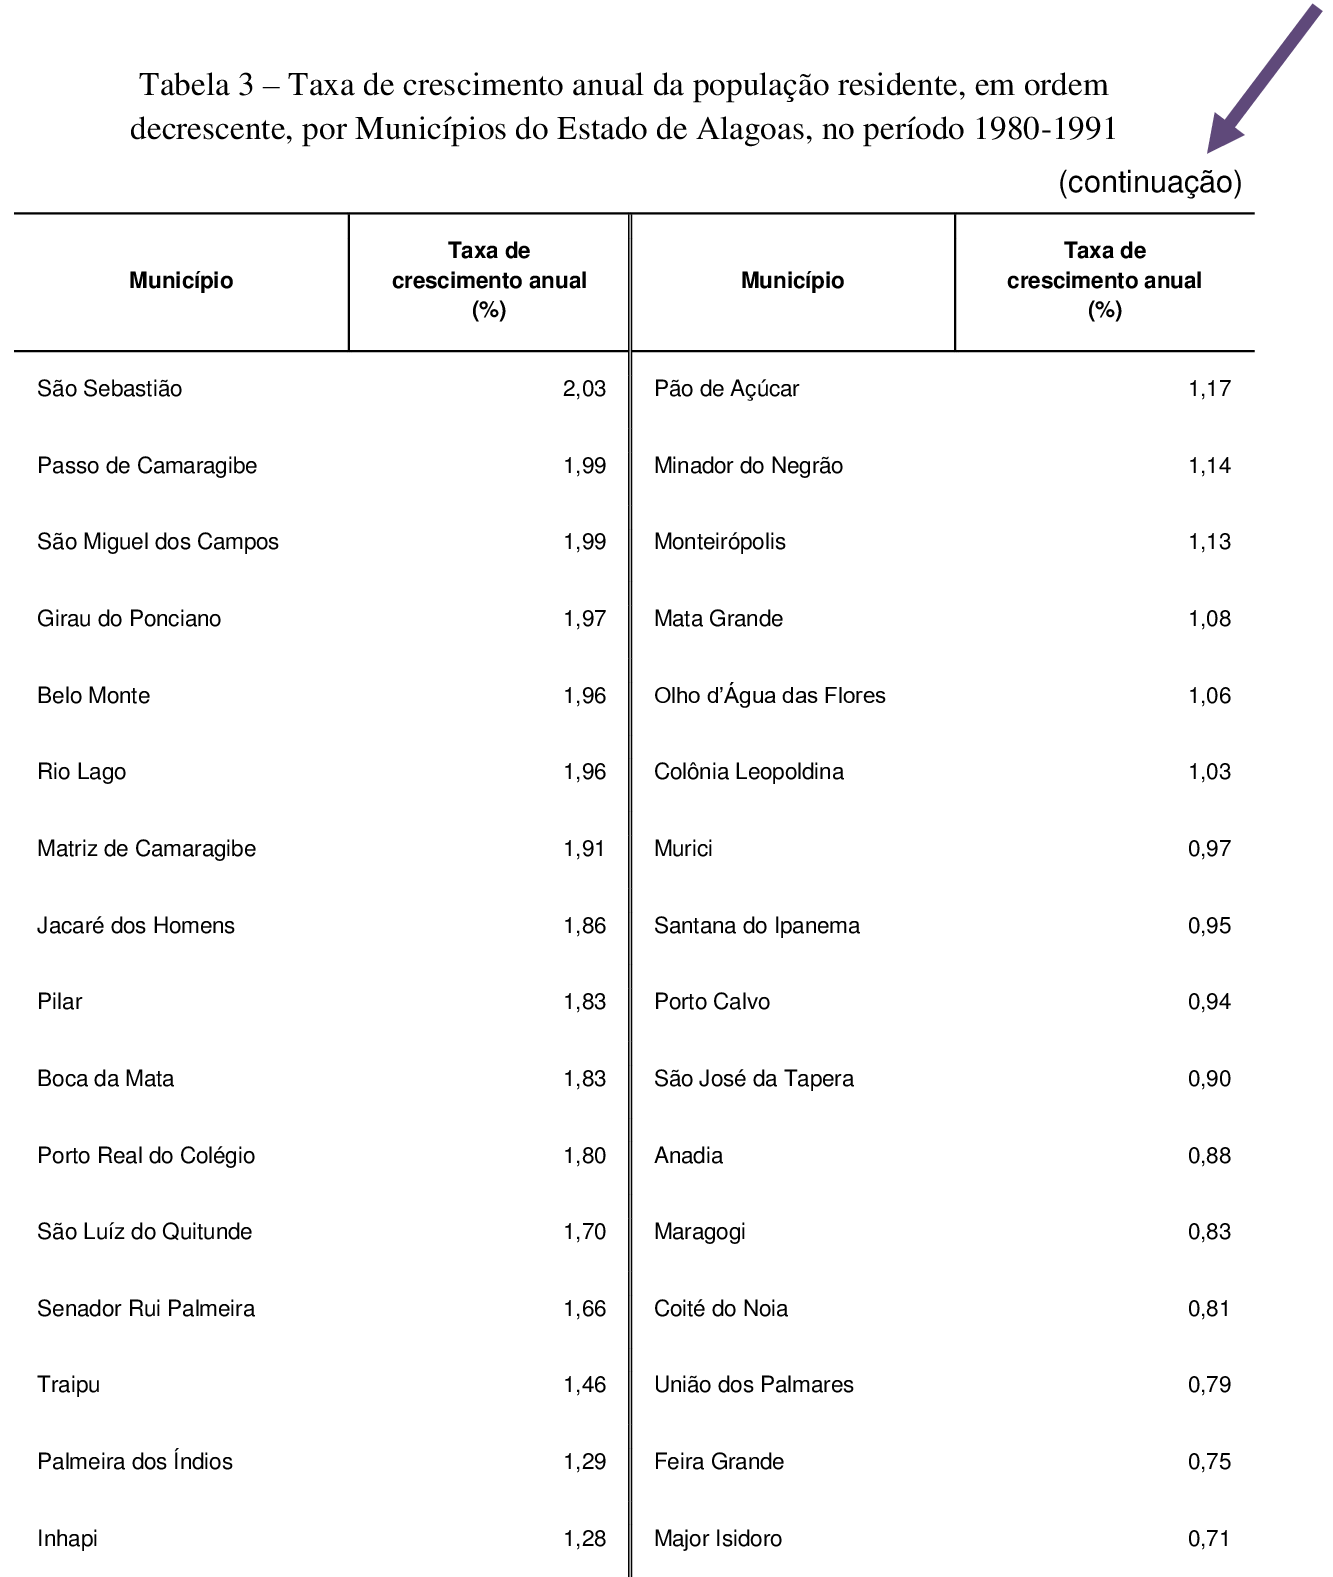 Tabela 3 – Taxa de crescimento anual da população residente, em ordem
decrescente, por Municípios do Estado de Alagoas, no período 1980-1991
(continuação)
Município Taxa de crescimento anual (%) Município Taxa de crescimento anual (%)
São Sebastião 2,03 Pão de Açúcar 1,17
Passo de Camaragibe 1,99 Minador do Negrão 1,14
São Miguel dos Campos 1,99 Monteirópolis 1,13
Girau do Ponciano 1,97 Mata Grande 1,08
Belo Monte 1,96 Olho d’Água das Flores 1,06
Rio Lago 1,96 Colônia Leopoldina 1,03
Matriz de Camaragibe 1,91 Murici 0,97
Jacaré dos Homens 1,86 Santana do Ipanema 0,95
Pilar 1,83 Porto Calvo 0,94
Boca da Mata 1,83 São José da Tapera 0,90
Porto Real do Colégio 1,80 Anadia 0,88
São Luíz do Quitunde 1,70 Maragogi 0,83
Senador Rui Palmeira 1,66 Coité do Noia 0,81
Traipu 1,46 União dos Palmares 0,79
Palmeira dos Índios 1,29 Feira Grande 0,75
Inhapi 1,28 Major Isidoro 0,71